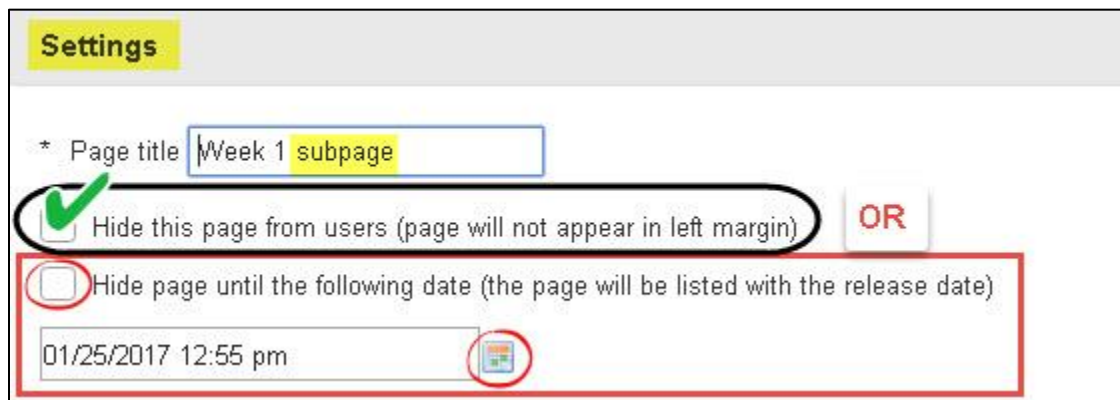 Settings
* Page title Week 1 subpage
Hide this page from users (page will not appear in left margin) OR
Hide page until the following date (the page will be listed with the release date)
01/25/2017 12:55 pm